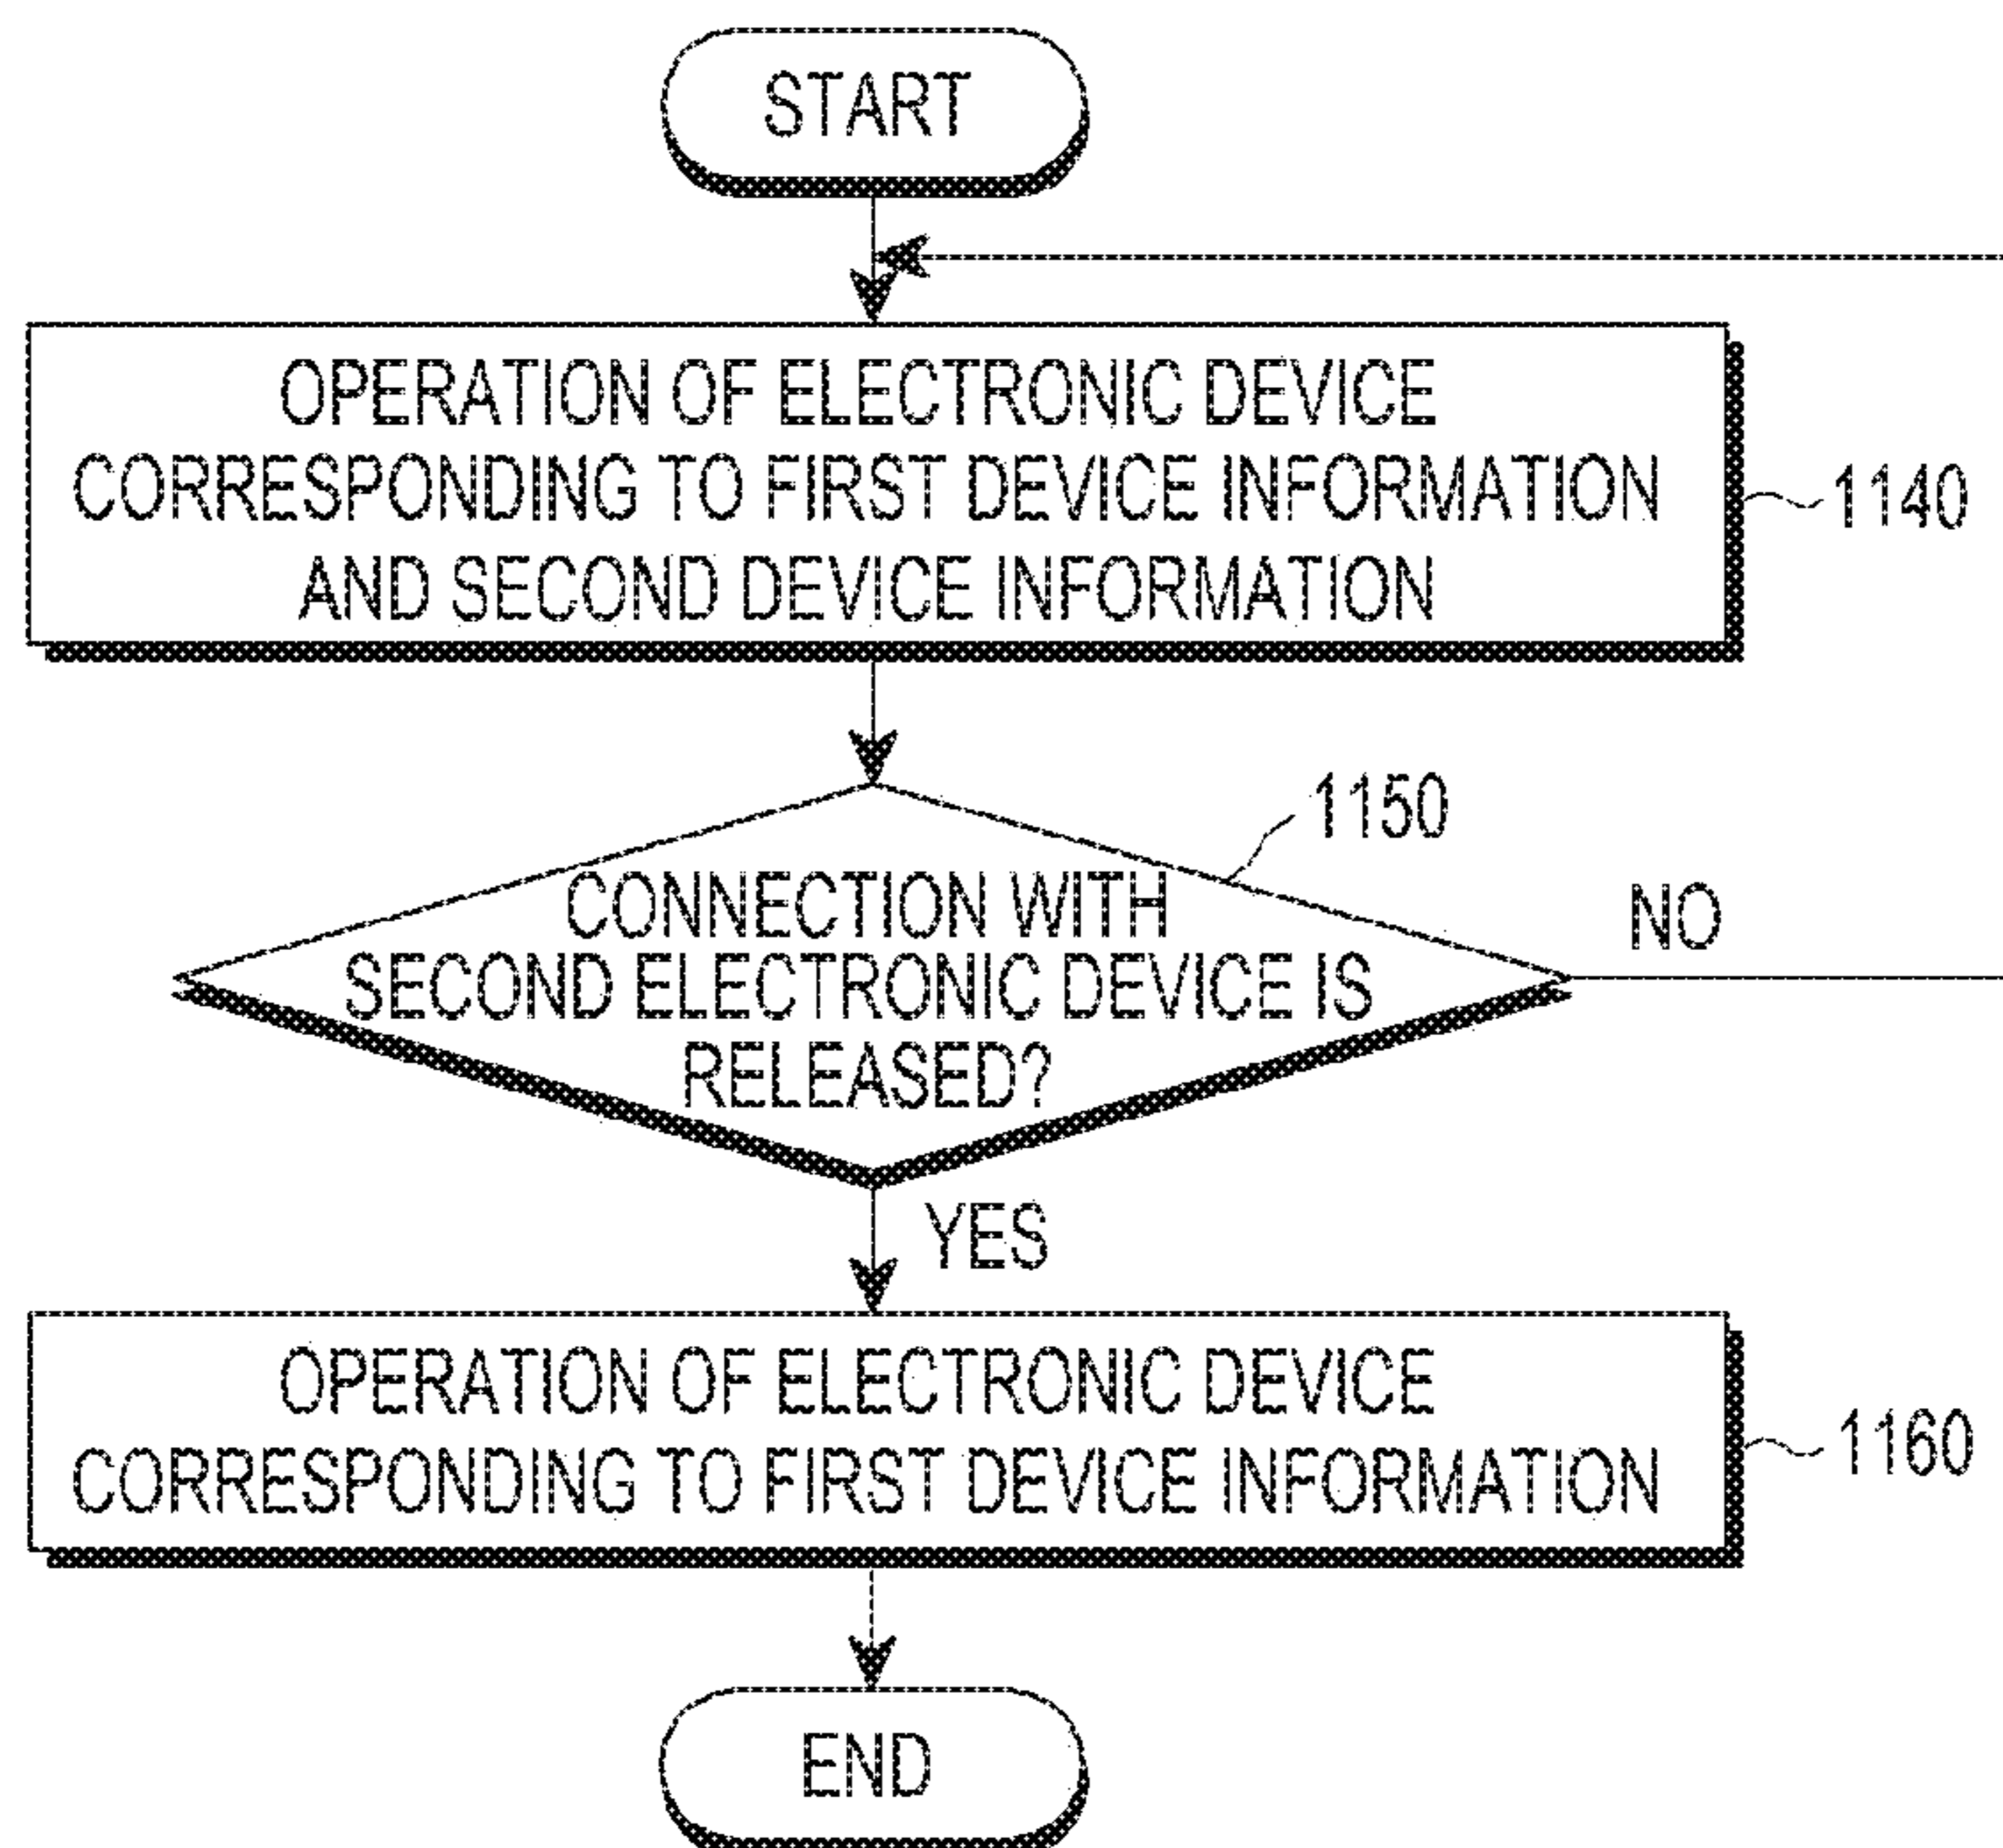 START
OPERATION OF ELECTRONIC DEVICE
CORRESPONDING TO FIRST DEVICE INFORMATION
AND SECOND DEVICE INFORMATION
1140
1150
CONNECTION WITH
SECOND ELECTRONIC DEVICE IS
RELEASED?
NO
YES
OPERATION OF ELECTRONIC DEVICE
CORRESPONDING TO FIRST DEVICE INFORMATION
1160
END